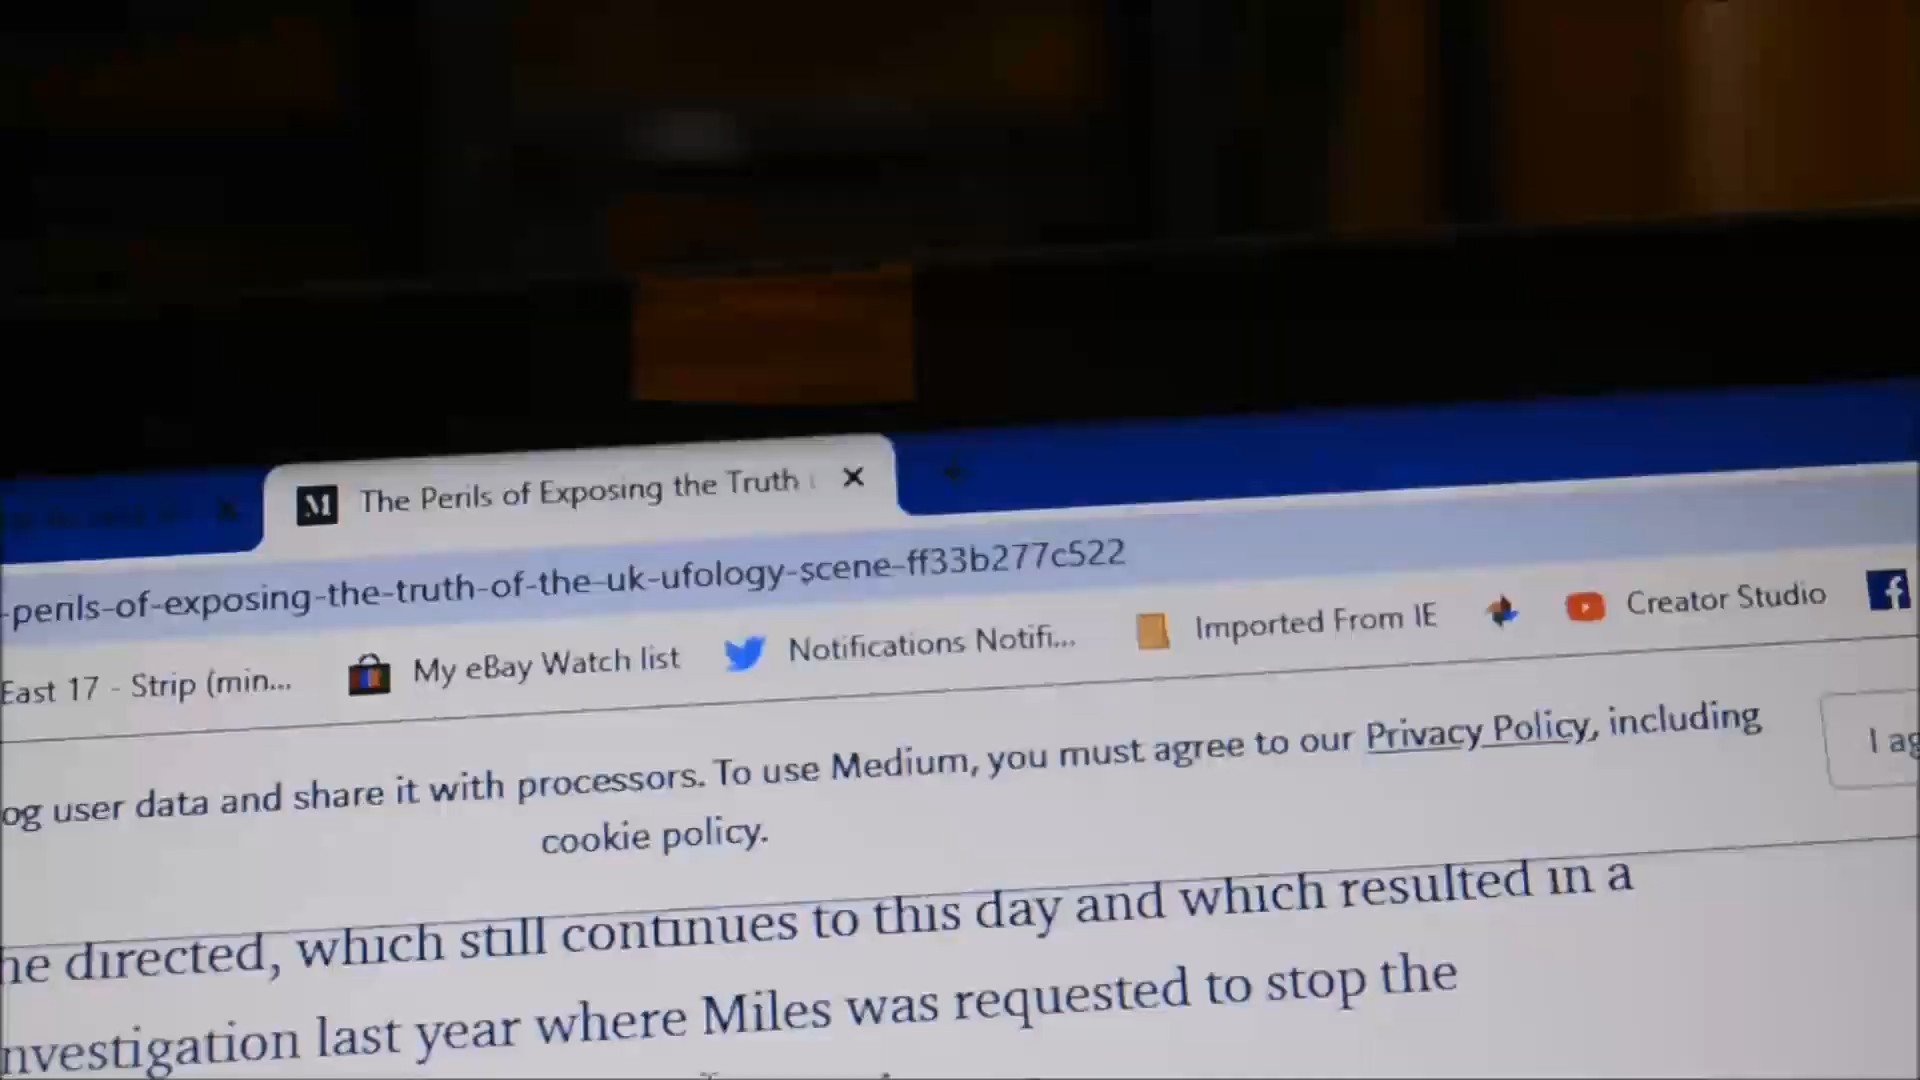 The Perils of Exposing the Truth
-perils-of-exposing-the-truth-of-the-uk-ufology-scene-ff33b277c522
East 17 - Strip (min...
My eBay Watch list
Notifications Notifi...
Imported From IE
Creator Studio
og user data and share it with processors. To use Medium, you must agree to our Privacy Policy, including
cookie policy.
I ag
he directed, which still continues to this day and which resulted in a
nvestigation last year where Miles was requested to stop the